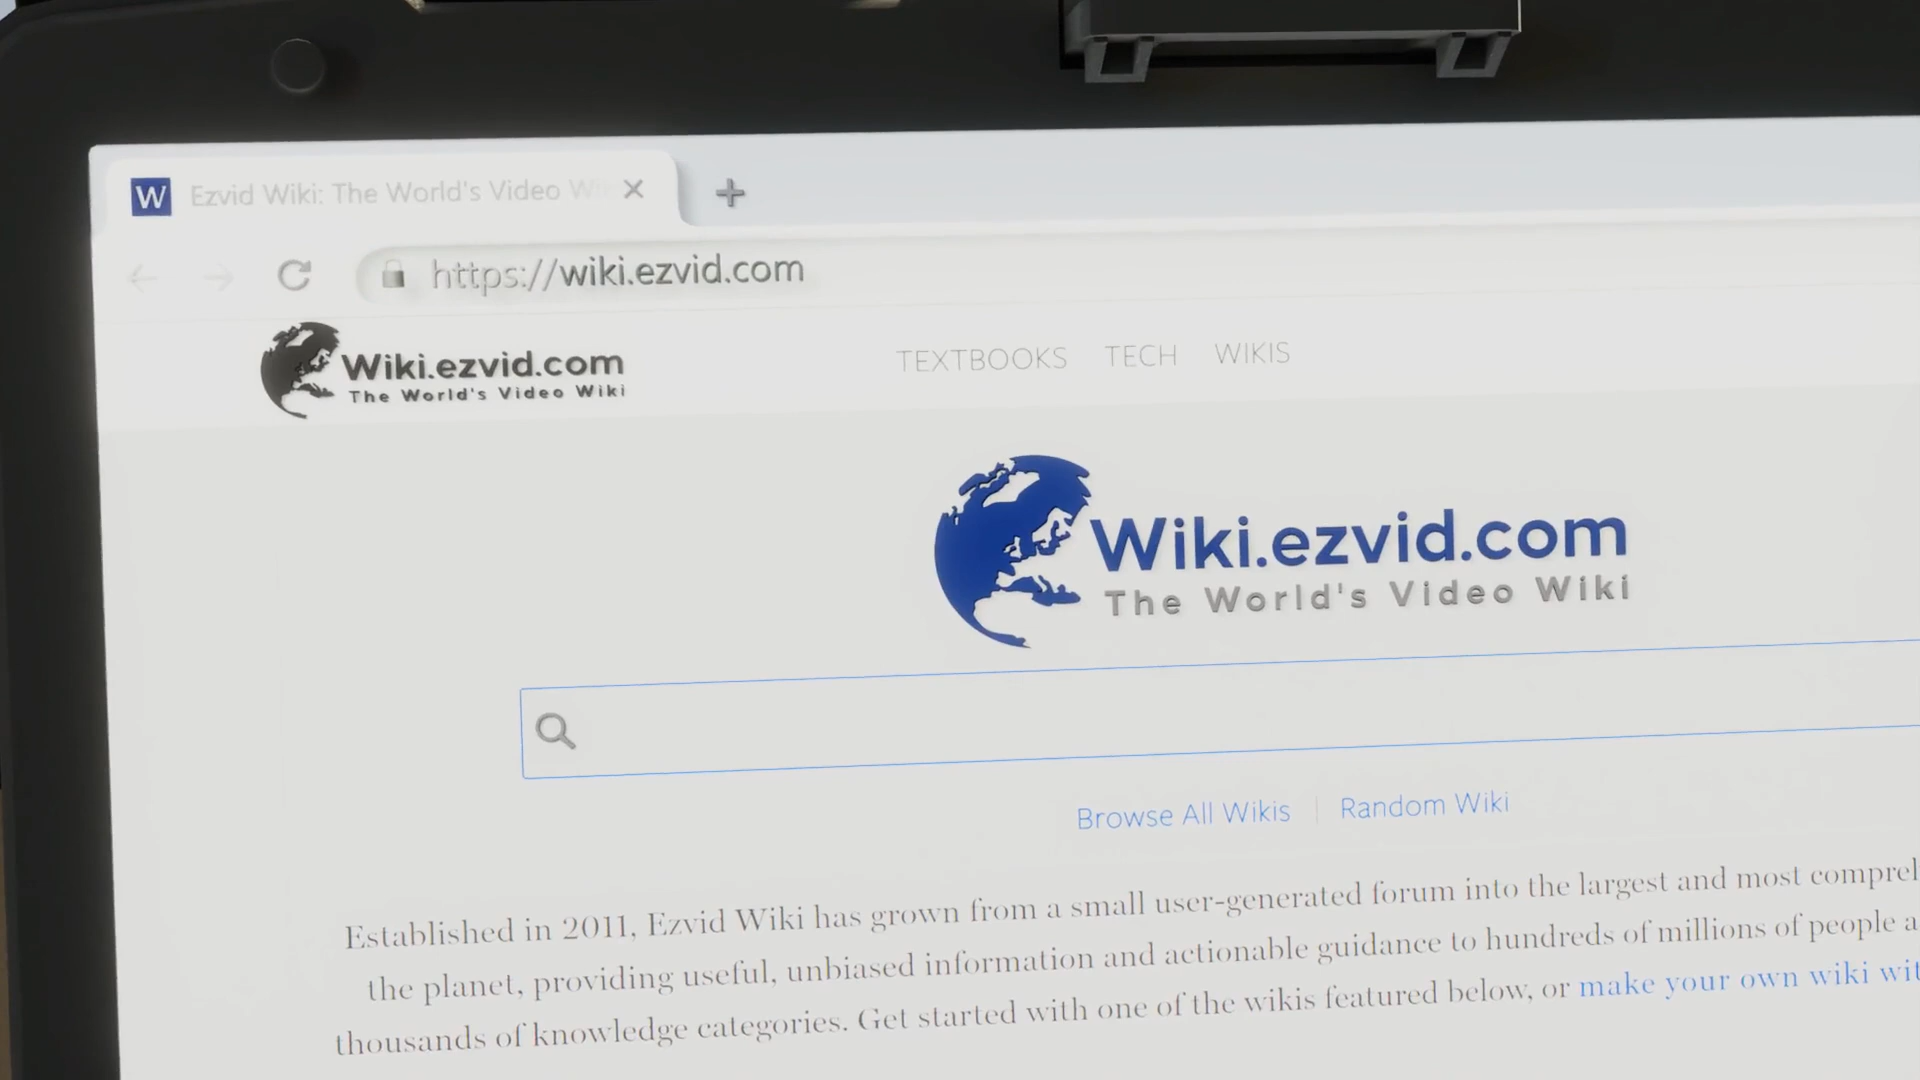 W Ezvid Wiki: The World's Video
https://wiki.ezvid.com
Wiki.ezvid.com
The World's Video Wiki
TEXTBOOKS TECH WIKIS
Wiki.ezvid.com
The World's Video Wiki
Browse All Wikis | Random Wiki
Established in 2011, Ezvid Wiki has grown from a small user-generated forum into the largest and most
the planet, providing useful, unbiased information and actionable guidance to hundreds of millions of people
thousands of knowledge categories. Get started with one of the wikis featured below, or make your own wiki